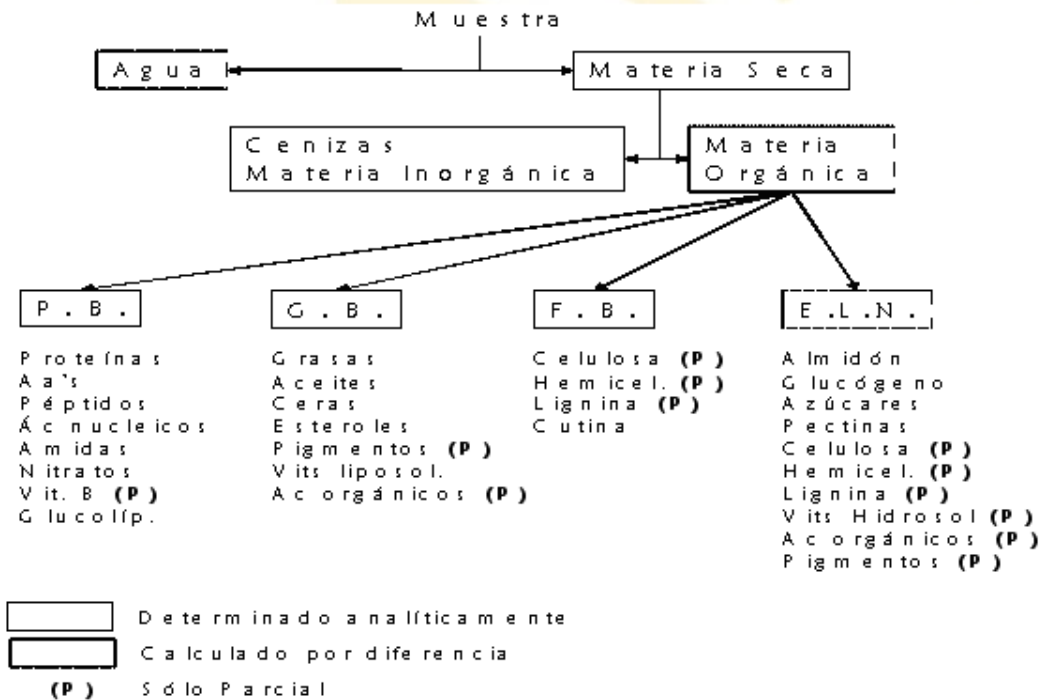 Muestra
Agua
Materia Seca
Cenizas
Materia Inorgánica
Materia
Orgánica
P.B.
G.B.
F.B.
E.L.N.
Proteínas
Aa's
Péptidos
Ác nucleicos
Amidas
Nitratos
Vit. B (P)
Glucolíp.
Grasas
Aceites
Ceras
Esteroles
Pigmentos (P)
Vits liposol.
Ac orgánicos (P)
Celulosa (P)
Hemicel. (P)
Lignina (P)
Cutina
Almidón
Glucógeno
Azúcares
Pectinas
Celulosa (P)
Hemicel. (P)
Lignina (P)
Vits Hidrosol (P)
Ac orgánicos (P)
Pigmentos (P)
Determinado analíticamente
Calculado por diferencia
(P) Sólo Parcial